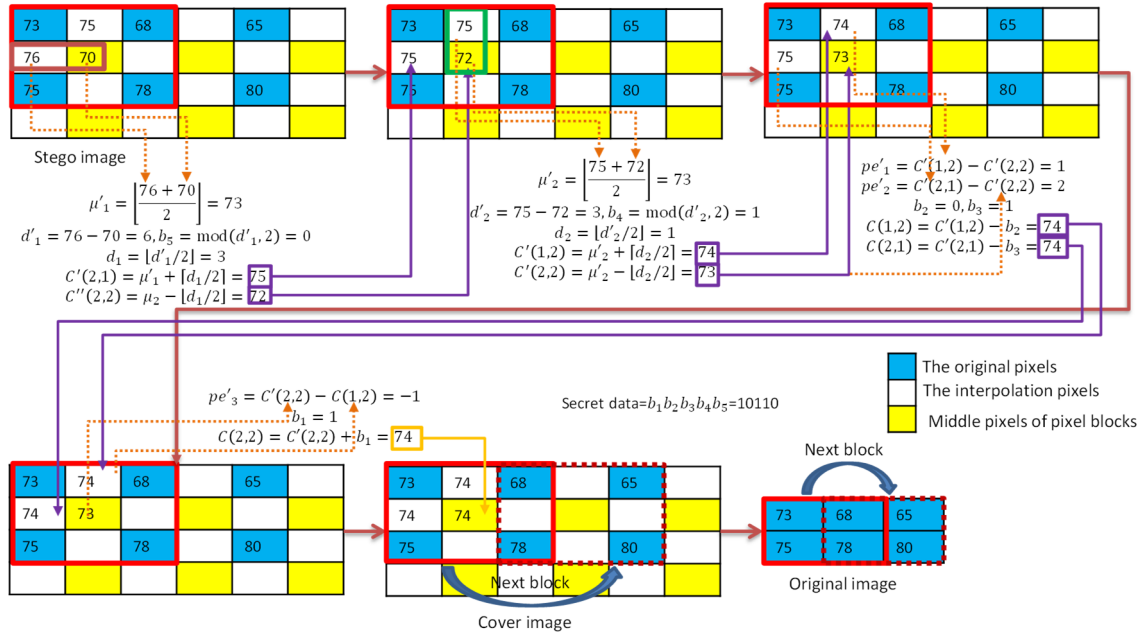 73 68 65
76 70
75 78 80
Stego image
μ′₁ = ⌊(76 + 70)/2⌋ = 73
d′₁ = 76 − 70 = 6, b₅ = mod(d′₁, 2) = 0
d₁ = ⌊d′₁/2⌋ = 3
C′(2,1) = μ′₁ + ⌈d₁/2⌉ = 75
C′′(2,2) = μ₂ − ⌊d₁/2⌋ = 72
73 75 68 65
75 72
75 78 80
μ′₂ = ⌊(75 + 72)/2⌋ = 73
d′₂ = 75 − 72 = 3, b₄ = mod(d′₂, 2) = 1
d₂ = ⌊d′₂/2⌋ = 1
C′(1,2) = μ′₂ + ⌈d₂/2⌉ = 74
C′(2,2) = μ′₂ − ⌊d₂/2⌋ = 73
73 74 68 65
75 73
75 78 80
pe′₁ = C′(1,2) − C′(2,2) = 1
pe′₂ = C′(2,1) − C′(2,2) = 2
b₂ = 0, b₃ = 1
C(1,2) = C′(1,2) − b₂ = 74
C(2,1) = C′(2,1) − b₃ = 74
pe′₃ = C′(2,2) − C(1,2) = −1
b₁ = 1
C(2,2) = C′(2,2) + b₁ = 74
Secret data=b₁b₂b₃b₄b₅=10110
The original pixels
The interpolation pixels
Middle pixels of pixel blocks
73 74 68 65
74 73
75 78 80
73 74 68 65
74 74
75 78 80
Next block
Cover image
Next block
73 68 65
75 78 80
Original image